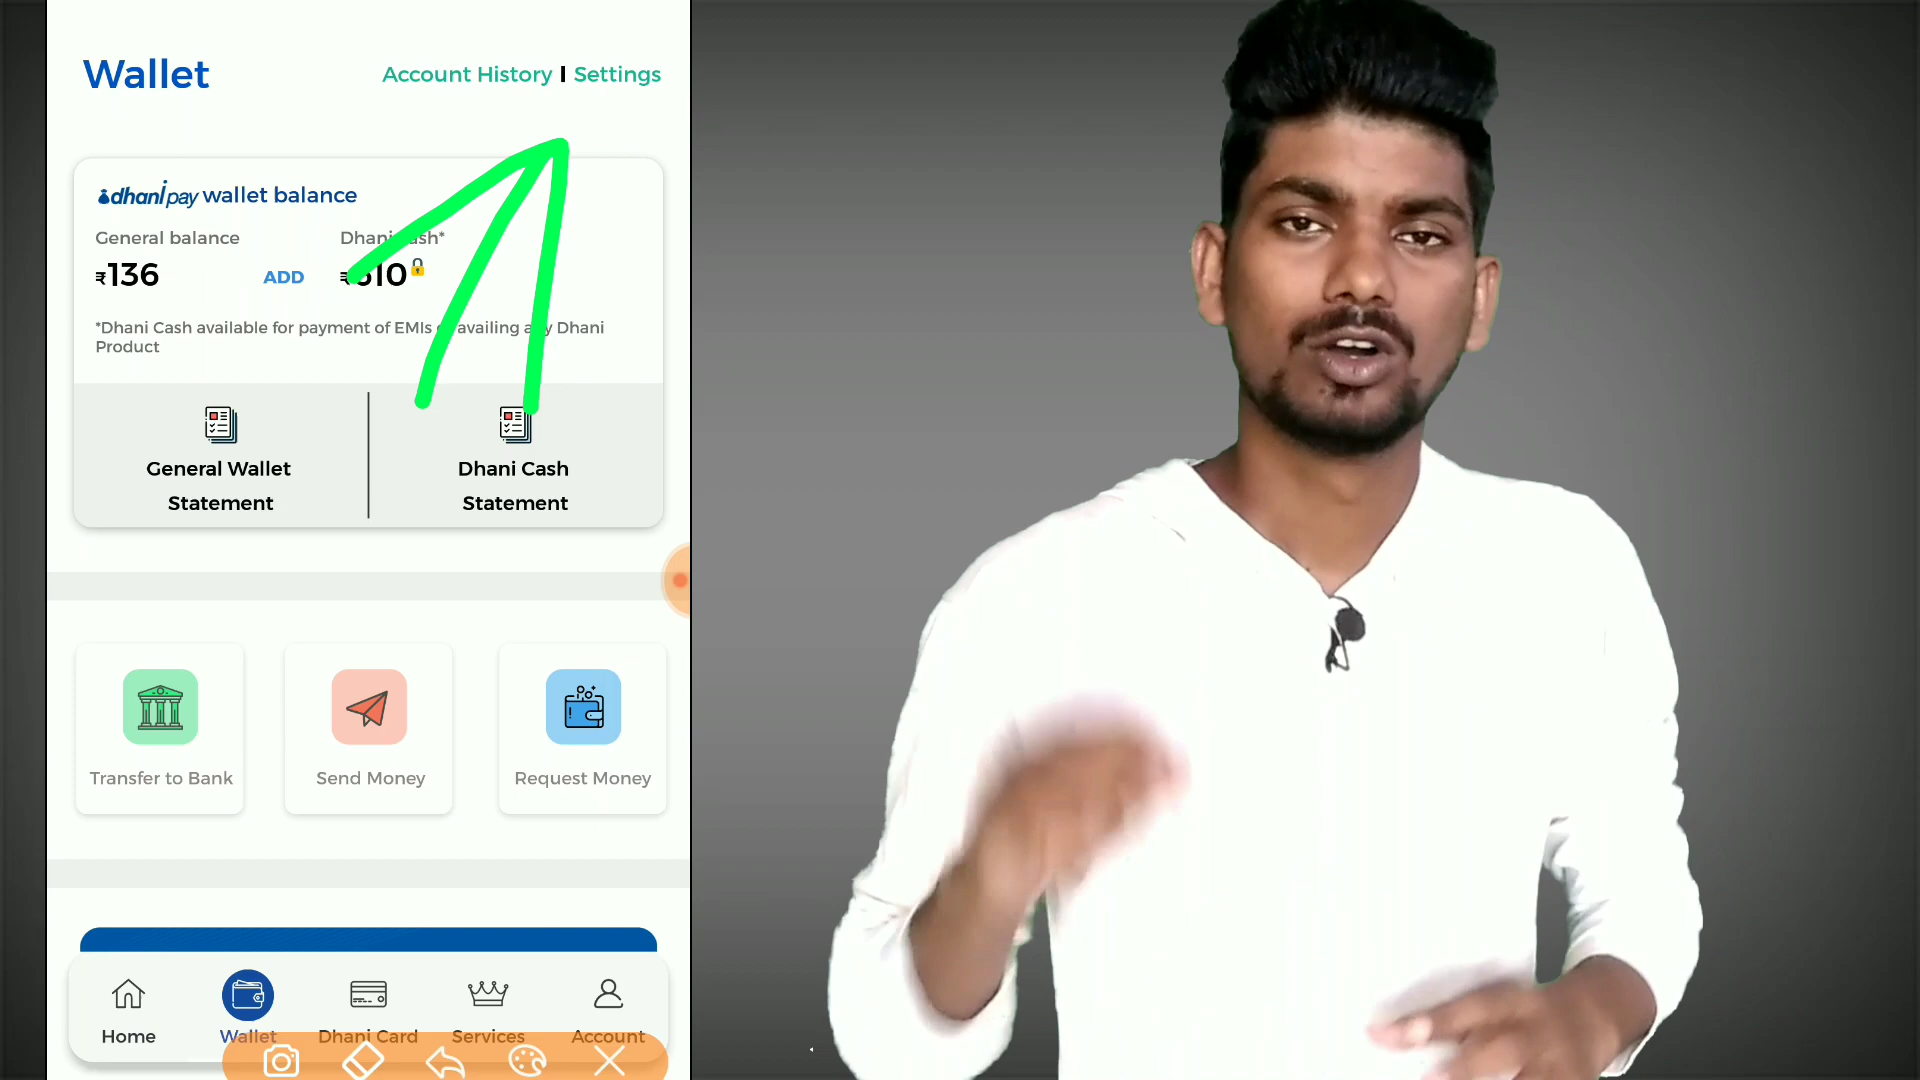 Wallet
Account History I Settings
dhani pay wallet balance
General balance
₹136
ADD
*Dhani Cash available for payment of EMIs availing Dhani
Product
General Wallet
Statement
Dhani Cash
Statement
Transfer to Bank
Send Money
Request Money
Home
Wallet
Dhani Card
Services
Account